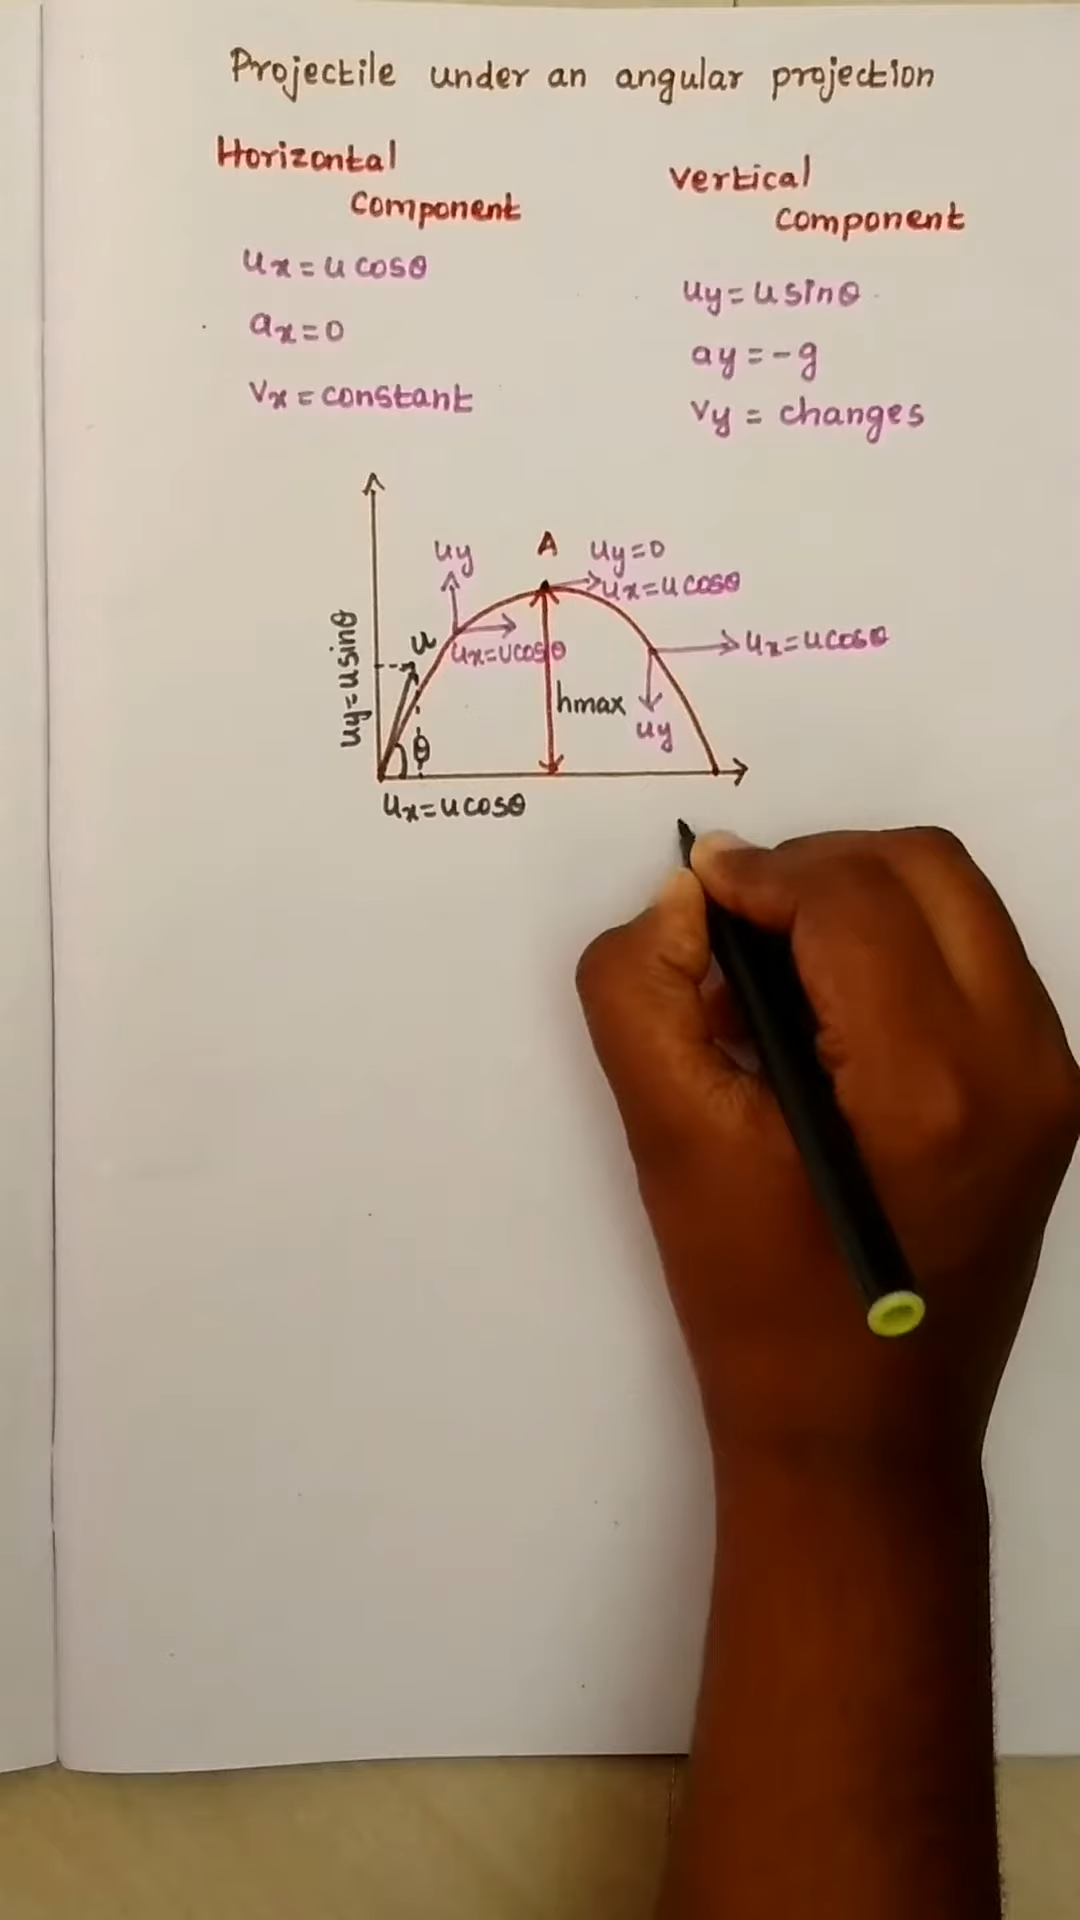 Projectile under an angular projection
Horizontal
component
ux = u cosθ
ax = 0
vx = constant
vertical
component
uy = u sinθ
ay = -g
vy = changes
uy
A
uy = 0
ux = u cosθ
u
ux = u cosθ
ux = u cosθ
uy = u sinθ
hmax
uy
θ
ux = u cosθ